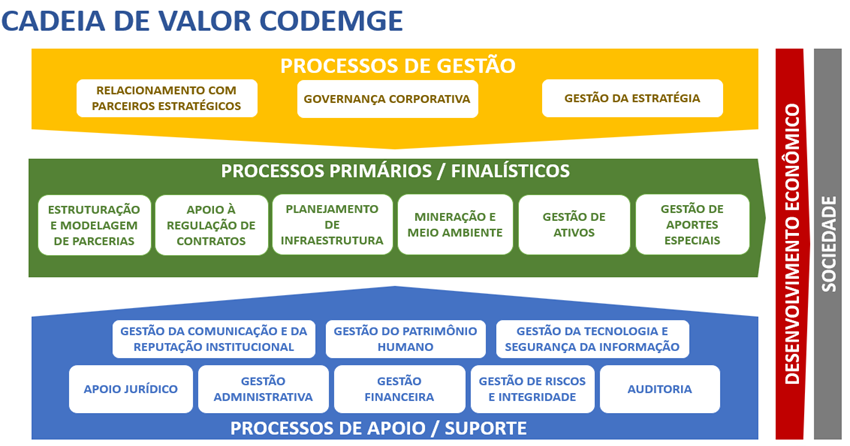 CADEIA DE VALOR CODEMGE
PROCESSOS DE GESTÃO
RELACIONAMENTO COM
PARCEIROS ESTRATÉGICOS
GOVERNANÇA CORPORATIVA
GESTÃO DA ESTRATÉGIA
PROCESSOS PRIMÁRIOS / FINALÍSTICOS
ESTRUTURAÇÃO
E MODELAGEM
DE PARCERIAS
APOIO À
REGULAÇÃO DE
CONTRATOS
PLANEJAMENTO
DE
INFRAESTRUTURA
MINERAÇÃO E
MEIO AMBIENTE
GESTÃO DE
ATIVOS
GESTÃO DE
APORTES
ESPECIAIS
GESTÃO DA COMUNICAÇÃO E DA
REPUTAÇÃO INSTITUCIONAL
GESTÃO DO PATRIMÔNIO
HUMANO
GESTÃO DA TECNOLOGIA E
SEGURANÇA DA INFORMAÇÃO
APOIO JURÍDICO
GESTÃO
ADMINISTRATIVA
GESTÃO
FINANCEIRA
GESTÃO DE RISCOS
E INTEGRIDADE
AUDITORIA
PROCESSOS DE APOIO / SUPORTE
DESENVOLVIMENTO ECONÔMICO
SOCIEDADE